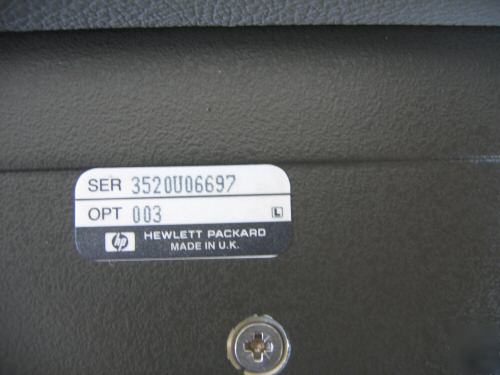 SER 3520U06697
OPT 003 L
hp HEWLETT PACKARD
MADE IN U.K.